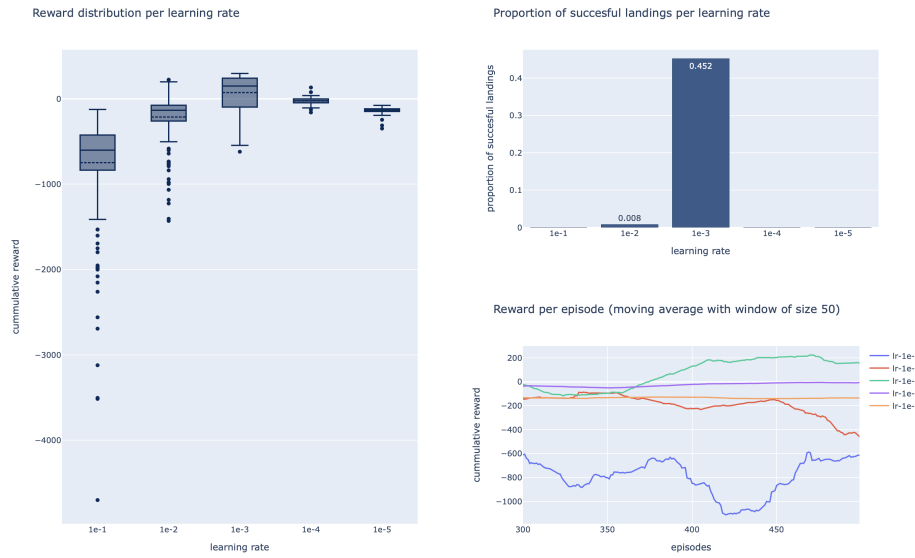 Reward distribution per learning rate
cummulative reward
0
−1000
−2000
−3000
−4000
1e-1
1e-2
1e-3
1e-4
1e-5
learning rate
Proportion of succesful landings per learning rate
proportion of succesful landings
0.4
0.3
0.2
0.1
0
0.008
0.452
1e-1
1e-2
1e-3
1e-4
1e-5
learning rate
Reward per episode (moving average with window of size 50)
cummulative reward
200
0
−200
−400
−600
−800
−1000
300
350
400
450
episodes
lr-1e-
lr-1e-
lr-1e-
lr-1e-
lr-1e-